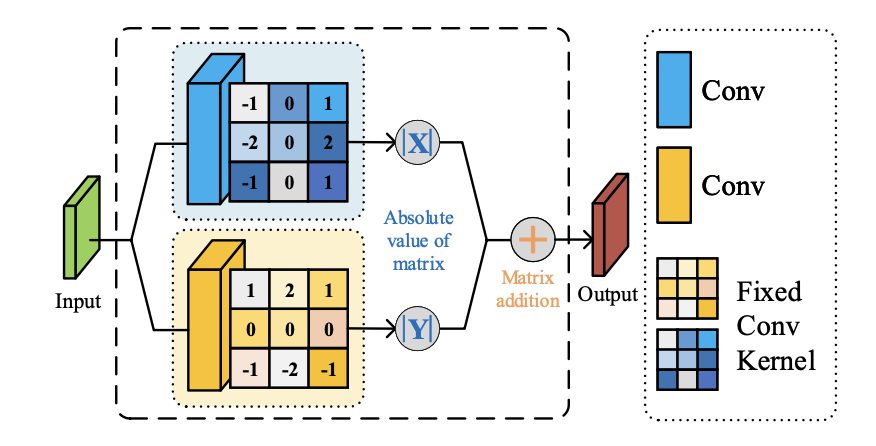 -1 0 1
-2 0 2
-1 0 1
|X|
Conv
Conv
Absolute
value of
matrix
Input
1 2 1
0 0 0
-1 -2 -1
|Y|
+
Matrix
addition
Output
Fixed
Conv
Kernel